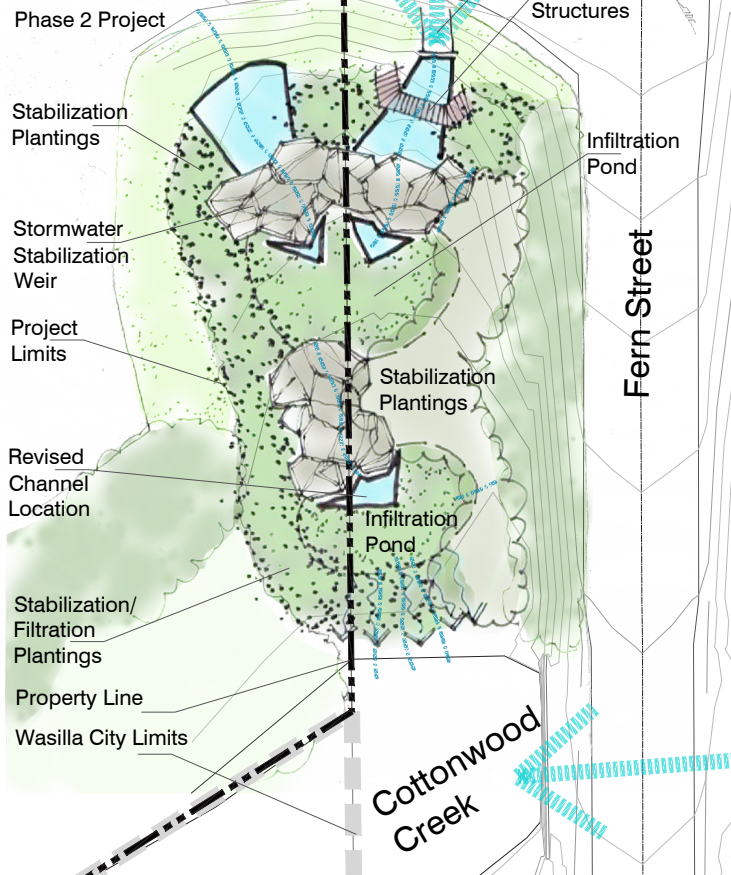 Phase 2 Project
Structures
Stabilization
Plantings
Infiltration
Pond
Stormwater
Stabilization
Weir
Fern Street
Project
Limits
Stabilization
Plantings
Revised
Channel
Location
Infiltration
Pond
Stabilization/
Filtration
Plantings
Property Line
Wasilla City Limits
Cottonwood
Creek